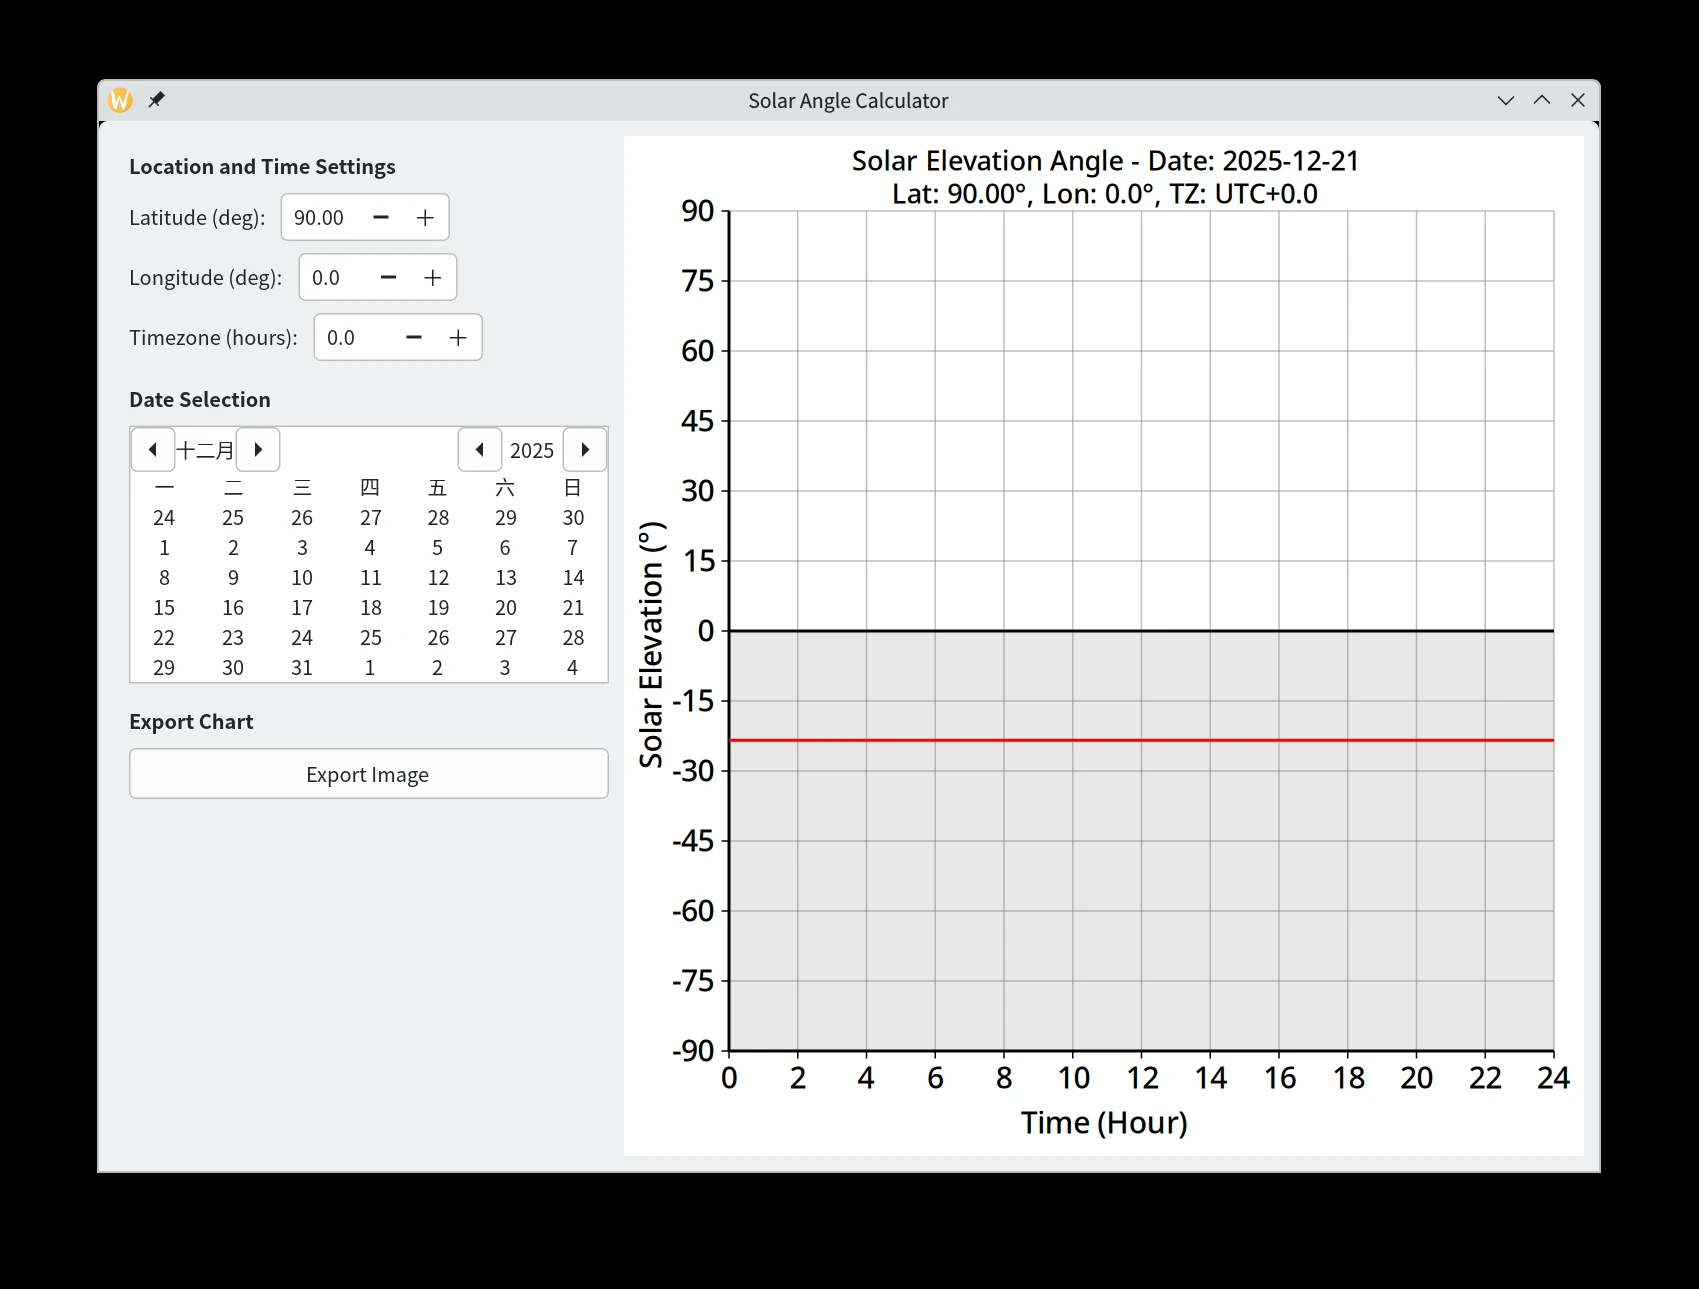 Solar Angle Calculator
Location and Time Settings
Latitude (deg): 90.00
Longitude (deg): 0.0
Timezone (hours): 0.0
Date Selection
十二月 2025
一 二 三 四 五 六 日
24 25 26 27 28 29 30
1 2 3 4 5 6 7
8 9 10 11 12 13 14
15 16 17 18 19 20 21
22 23 24 25 26 27 28
29 30 31 1 2 3 4
Export Chart
Export Image
Solar Elevation Angle - Date: 2025-12-21
Lat: 90.00°, Lon: 0.0°, TZ: UTC+0.0
90
75
60
45
30
15
0
-15
-30
-45
-60
-75
-90
Solar Elevation (°)
0 2 4 6 8 10 12 14 16 18 20 22 24
Time (Hour)